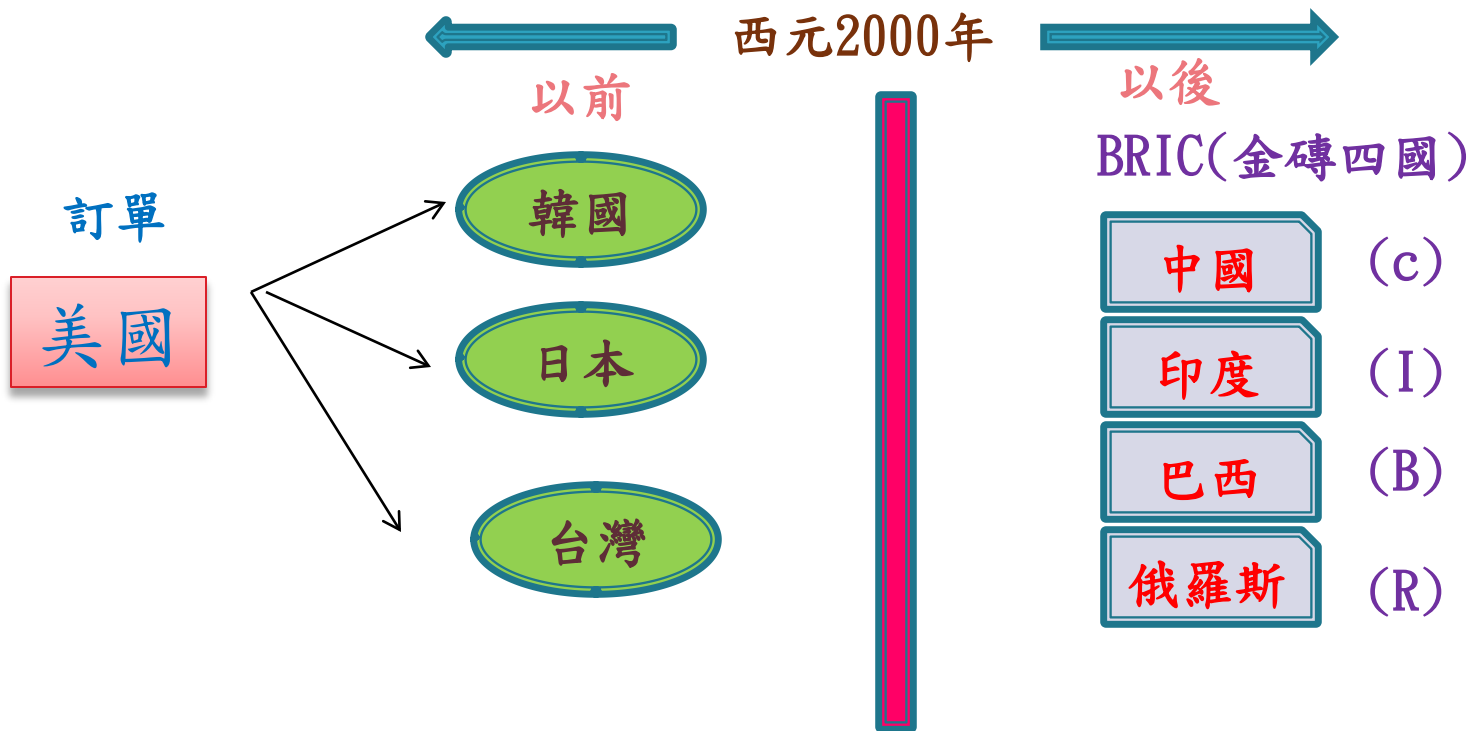 西元2000年
以前
以後
BRIC(金磚四國)
訂單
美國
韓國
日本
台灣
中國 (c)
印度 (I)
巴西 (B)
俄羅斯 (R)